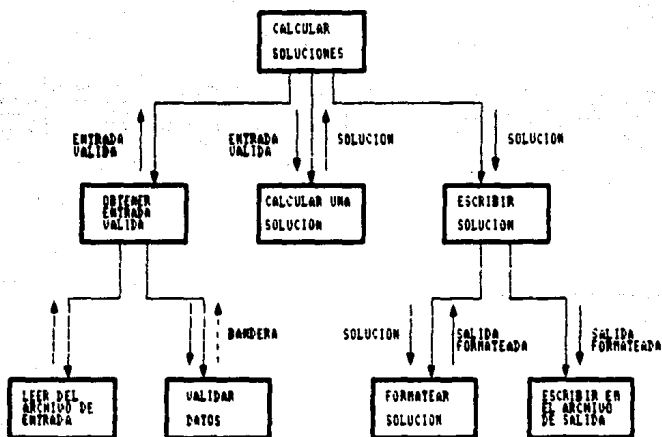 CALCULAR
SOLUCIONES
ENTRADA
VALIDA
ENTRADA
VALIDA
SOLUCION
SOLUCION
OBTENER
ENTRADA
VALIDA
CALCULAR UNA
SOLUCION
ESCRIBIR
SOLUCION
BANDERA
SOLUCION
SALIDA
FORMATEADA
SALIDA
FORMATEADA
LEER DEL
ARCHIVO DE
ENTRADA
VALIDAR
DATOS
FORMATEAR
SOLUCION
ESCRIBIR EN
EL ARCHIVO
DE SALIDA